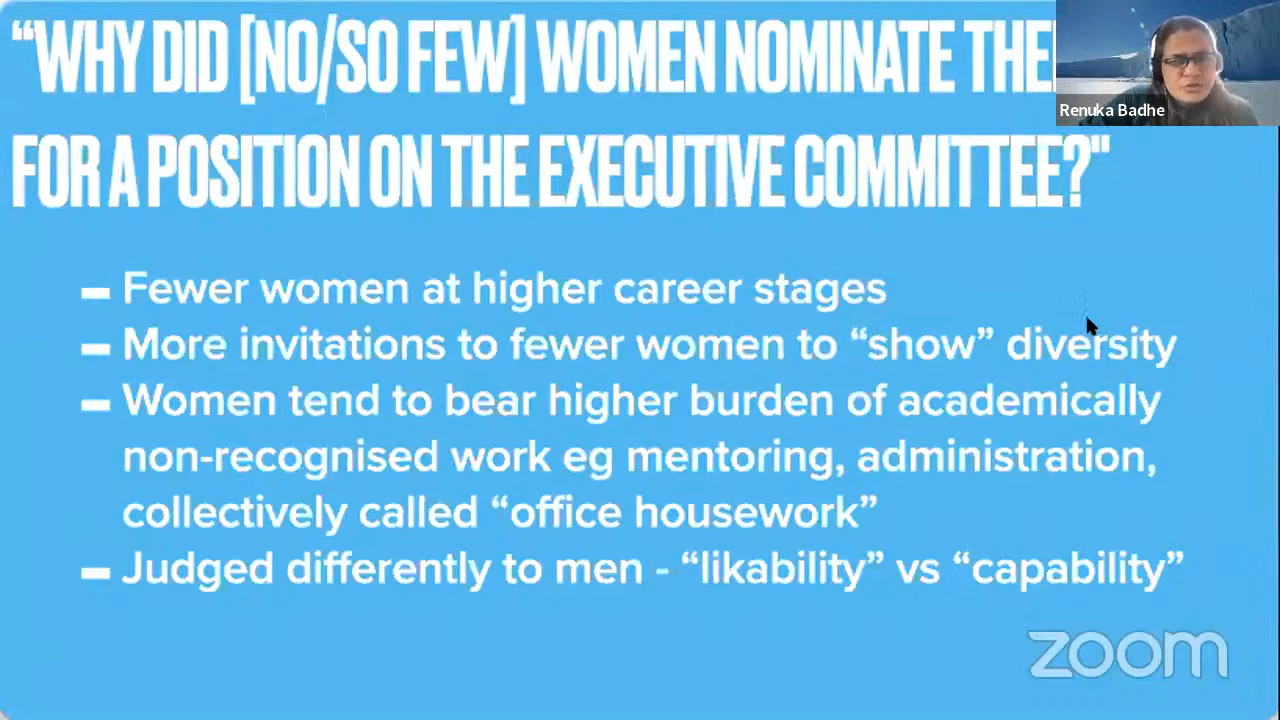 “WHY DID [NO/SO FEW] WOMEN NOMINATE
FOR A POSITION ON THE EXECUTIVE COMMITTEE?"
Renuka Badhe
▬ Fewer women at higher career stages
▬ More invitations to fewer women to “show” diversity
▬ Women tend to bear higher burden of academically
non-recognised work eg mentoring, administration,
collectively called “office housework”
▬ Judged differently to men - “likability” vs “capability”
zoom